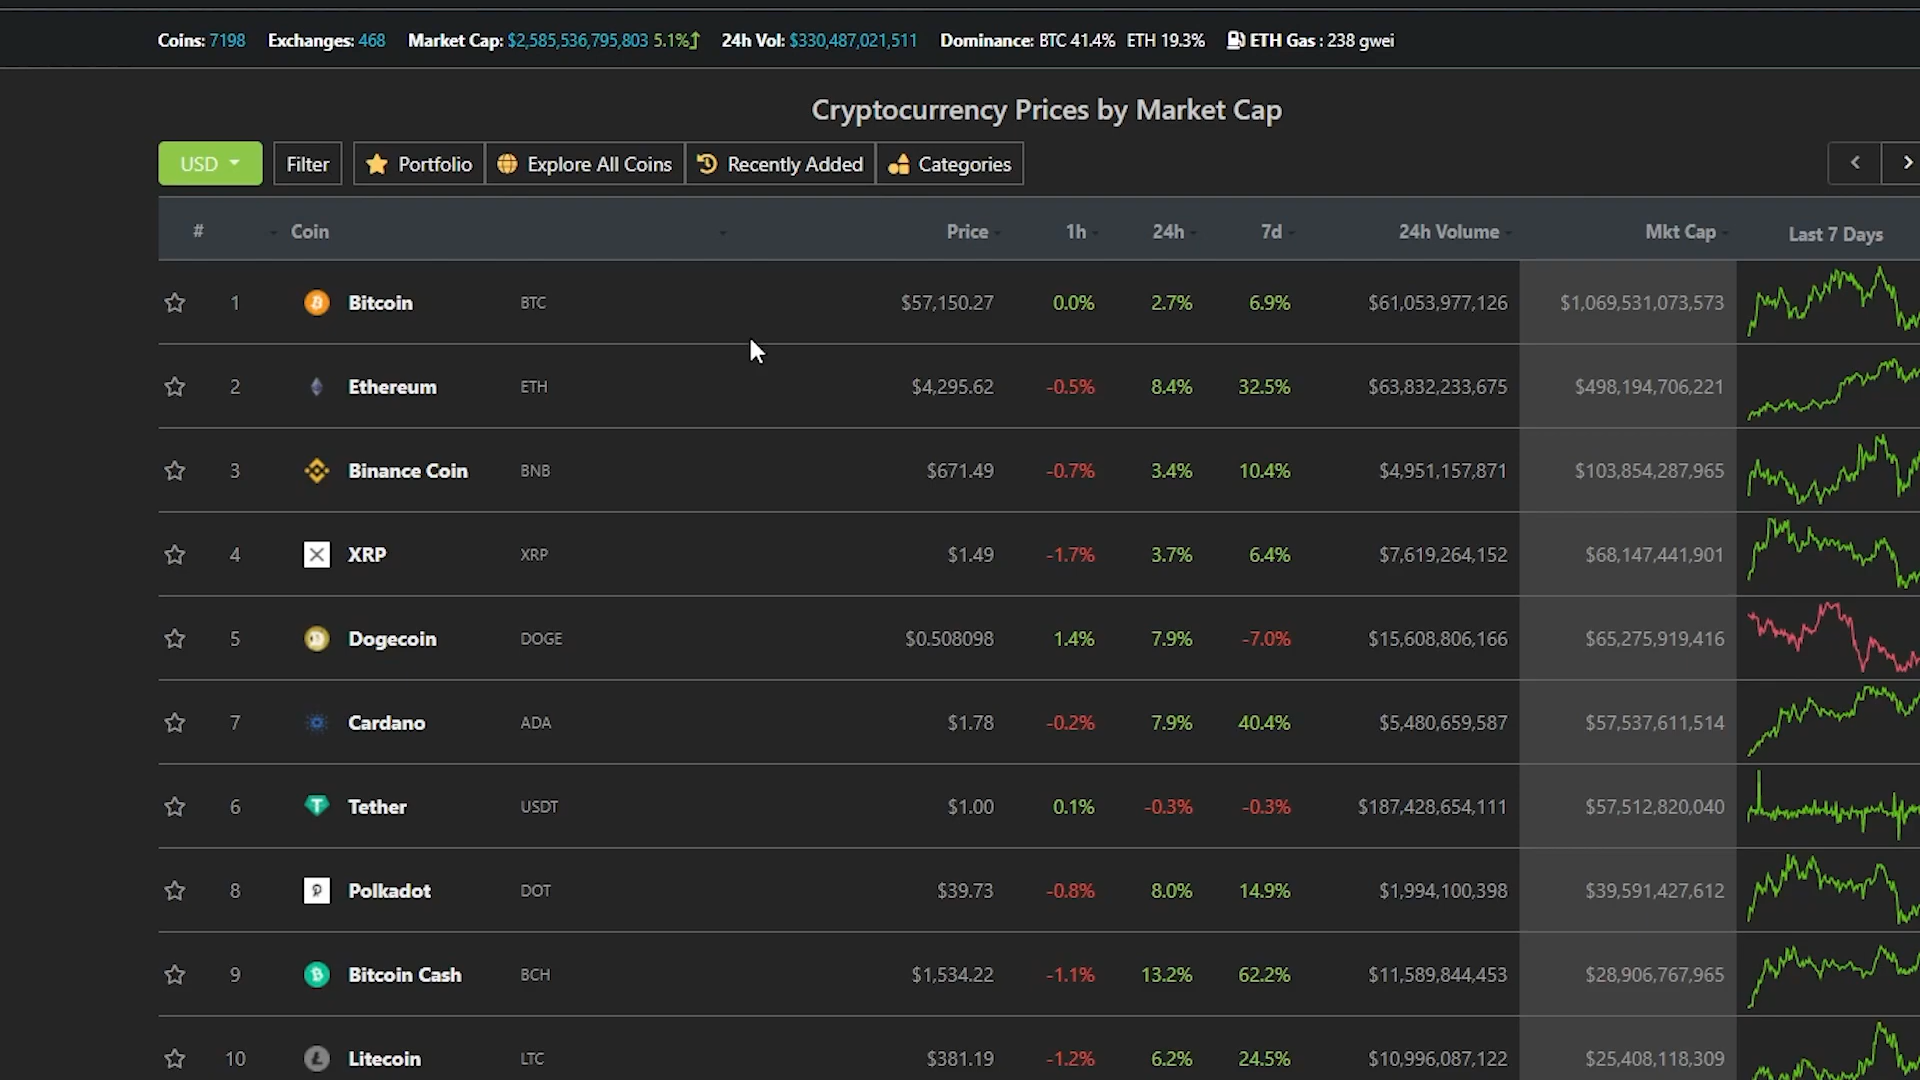 Coins: 7198 Exchanges: 468 Market Cap: $2,585,536,795,803 5.1% 24h Vol: $330,487,021,511 Dominance: BTC 41.4% ETH 19.3% ETH Gas : 238 gwei
Cryptocurrency Prices by Market Cap
USD Filter Portfolio Explore All Coins Recently Added Categories
# Coin Price 1h 24h 7d 24h Volume Mkt Cap Last 7 Days
1 Bitcoin BTC $57,150.27 0.0% 2.7% 6.9% $61,053,977,126 $1,069,531,073,573
2 Ethereum ETH $4,295.62 -0.5% 8.4% 32.5% $63,832,233,675 $498,194,706,221
3 Binance Coin BNB $671.49 -0.7% 3.4% 10.4% $4,951,157,871 $103,854,287,965
4 XRP XRP $1.49 -1.7% 3.7% 6.4% $7,619,264,152 $68,147,441,901
5 Dogecoin DOGE $0.508098 1.4% 7.9% -7.0% $15,608,806,166 $65,275,919,416
7 Cardano ADA $1.78 -0.2% 7.9% 40.4% $5,480,659,587 $57,537,611,514
6 Tether USDT $1.00 0.1% -0.3% -0.3% $187,428,654,111 $57,512,820,040
8 Polkadot DOT $39.73 -0.8% 8.0% 14.9% $1,994,100,398 $39,591,427,612
9 Bitcoin Cash BCH $1,534.22 -1.1% 13.2% 62.2% $11,589,844,453 $28,906,767,965
10 Litecoin LTC $381.19 -1.2% 6.2% 24.5% $10,996,087,122 $25,408,118,309